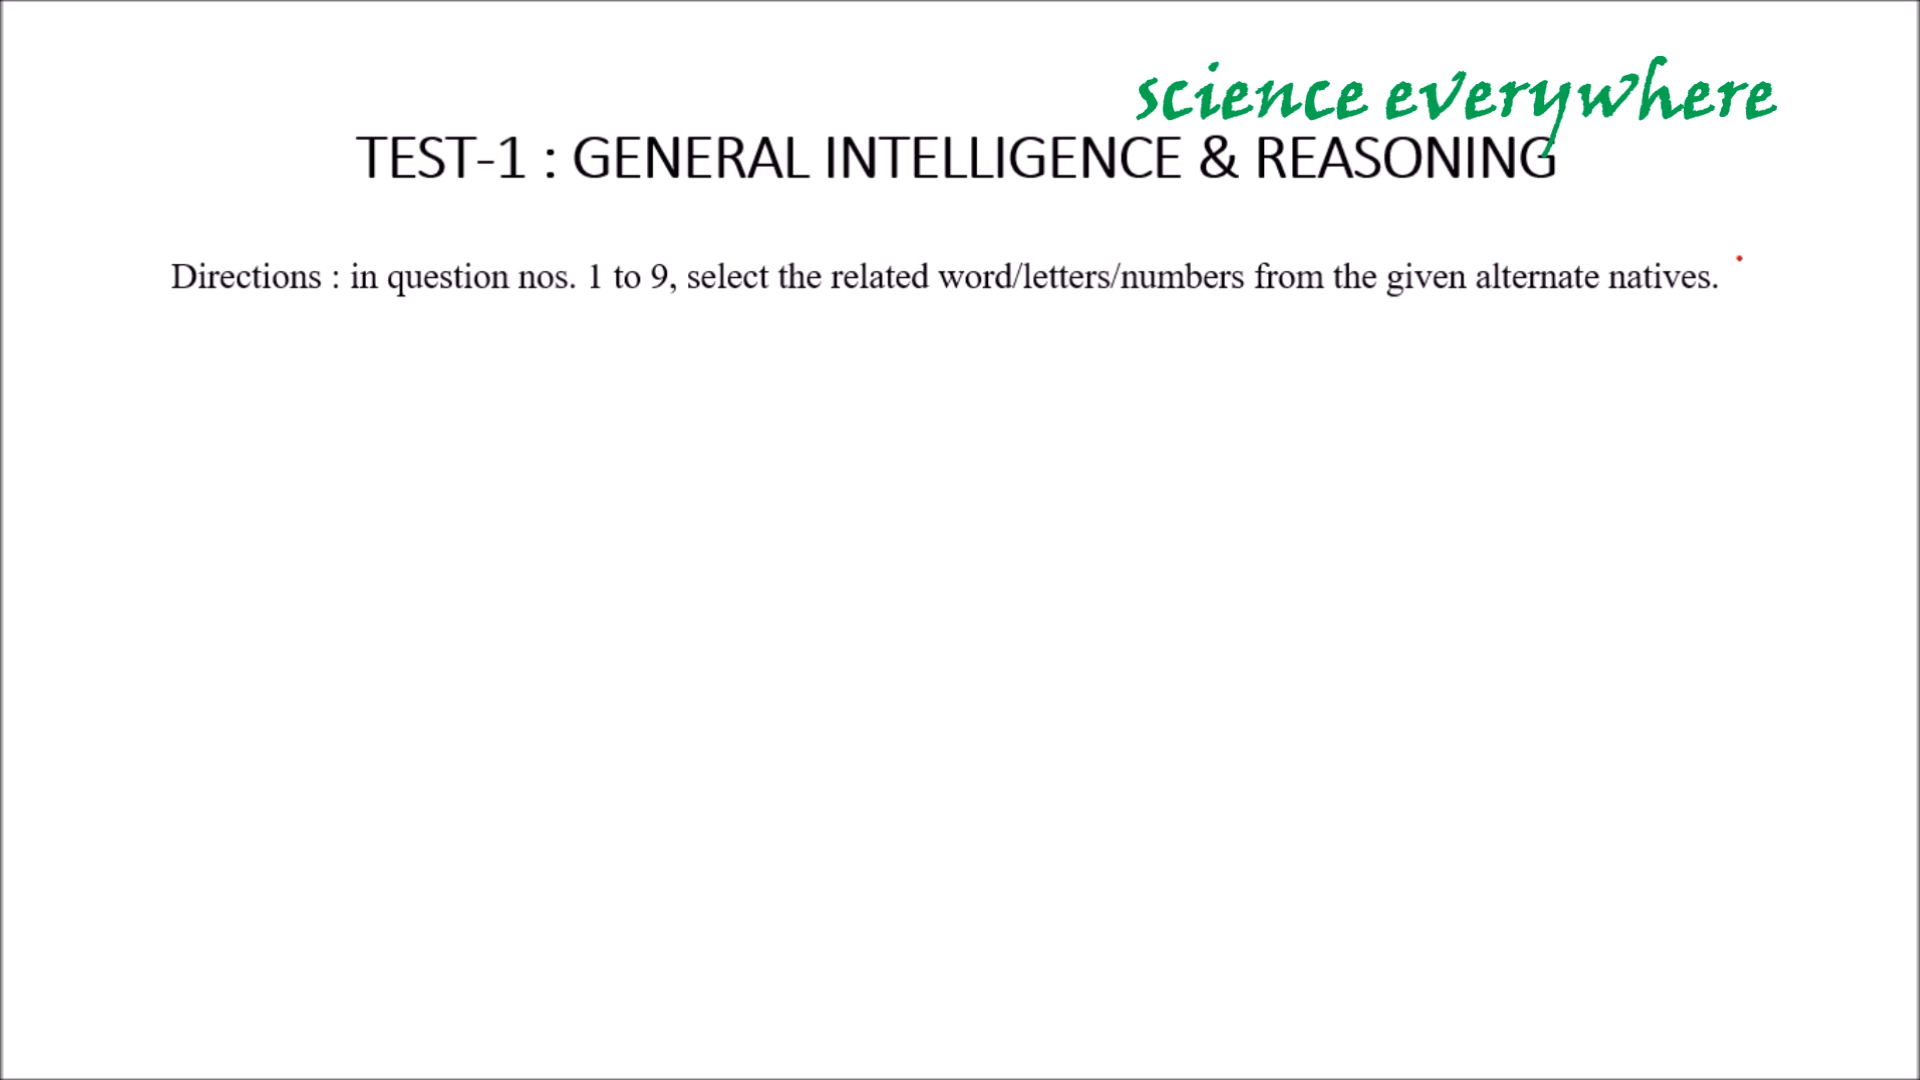 science everywhere
TEST-1 : GENERAL INTELLIGENCE & REASONING
Directions : in question nos. 1 to 9, select the related word/letters/numbers from the given alternate natives.